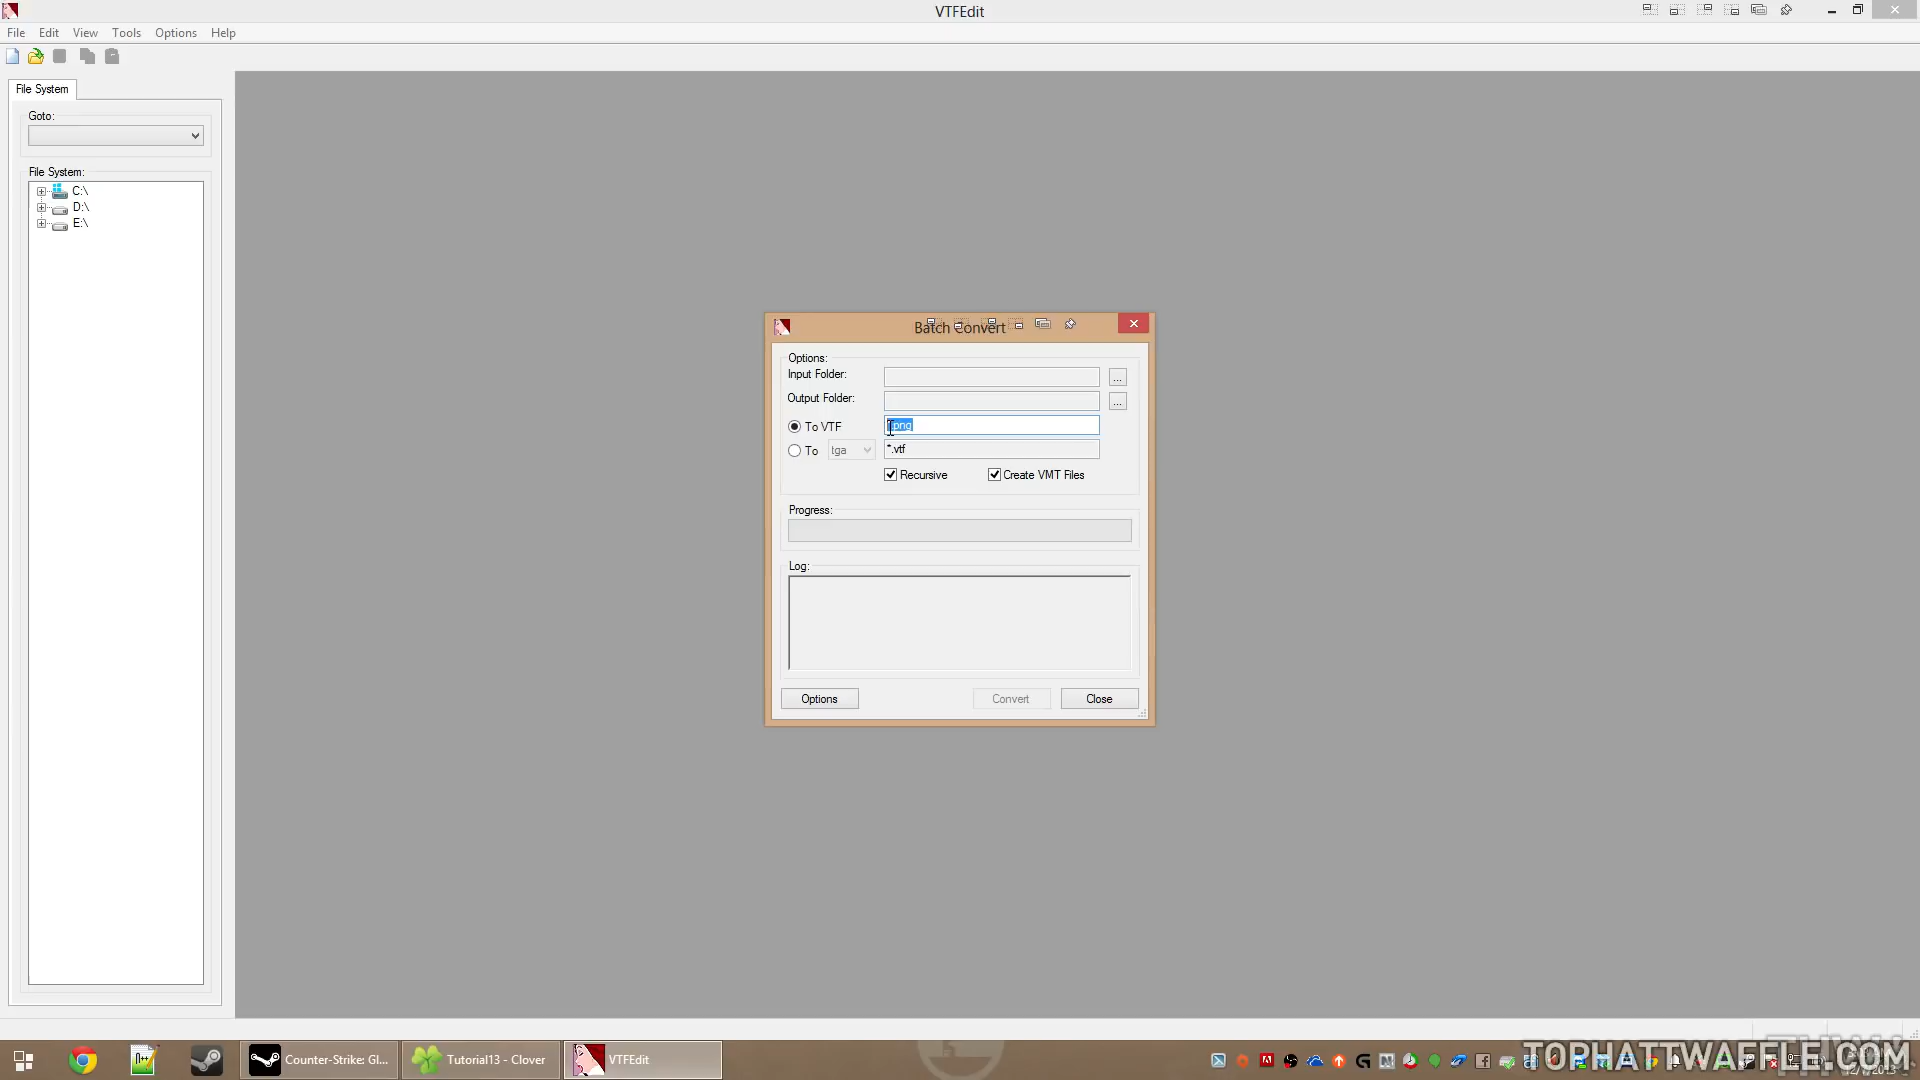 VTFEdit
File Edit View Tools Options Help
File System
Goto:
File System:
C:\
D:\
E:\
Batch Convert
Options:
Input Folder: ...
Output Folder: ...
To VTF .png
To tga *.vtf
Recursive Create VMT Files
Progress:
Log:
Options Convert Close
Counter-Strike: Gl... Tutorial13 - Clover VTFEdit
TOPHATTWAFFLE.COM